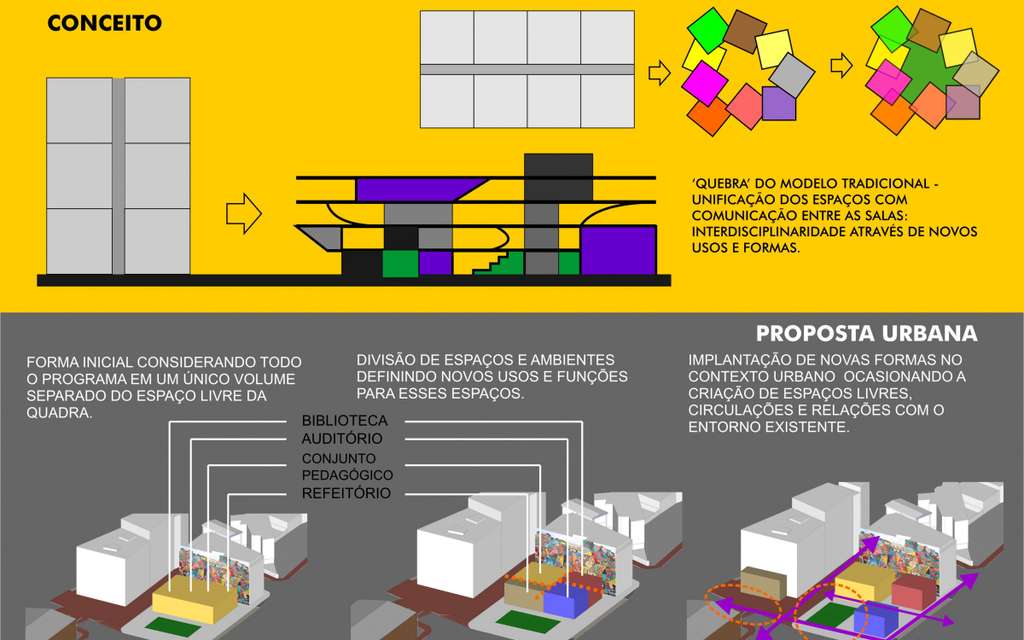 CONCEITO
'QUEBRA' DO MODELO TRADICIONAL -
UNIFICAÇÃO DOS ESPAÇOS COM
COMUNICAÇÃO ENTRE AS SALAS:
INTERDISCIPLINARIDADE ATRAVÉS DE NOVOS
USOS E FORMAS.
PROPOSTA URBANA
FORMA INICIAL CONSIDERANDO TODO
O PROGRAMA EM UM ÚNICO VOLUME
SEPARADO DO ESPAÇO LIVRE DA
QUADRA.
DIVISÃO DE ESPAÇOS E AMBIENTES
DEFININDO NOVOS USOS E FUNÇÕES
PARA ESSES ESPAÇOS.
IMPLANTAÇÃO DE NOVAS FORMAS NO
CONTEXTO URBANO OCASIONANDO A
CRIAÇÃO DE ESPAÇOS LIVRES,
CIRCULAÇÕES E RELAÇÕES COM O
ENTORNO EXISTENTE.
BIBLIOTECA
AUDITÓRIO
CONJUNTO
PEDAGÓGICO
REFEITÓRIO